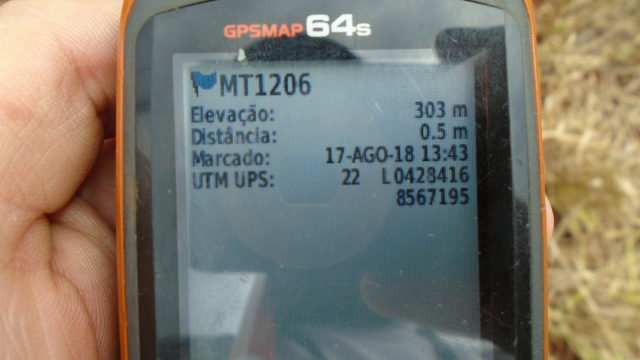 GPSMAP 64s
MT1206
Elevação: 303 m
Distância: 0.5 m
Marcado: 17-AGO-18 13:43
UTM UPS: 22 L 0428416
8567195